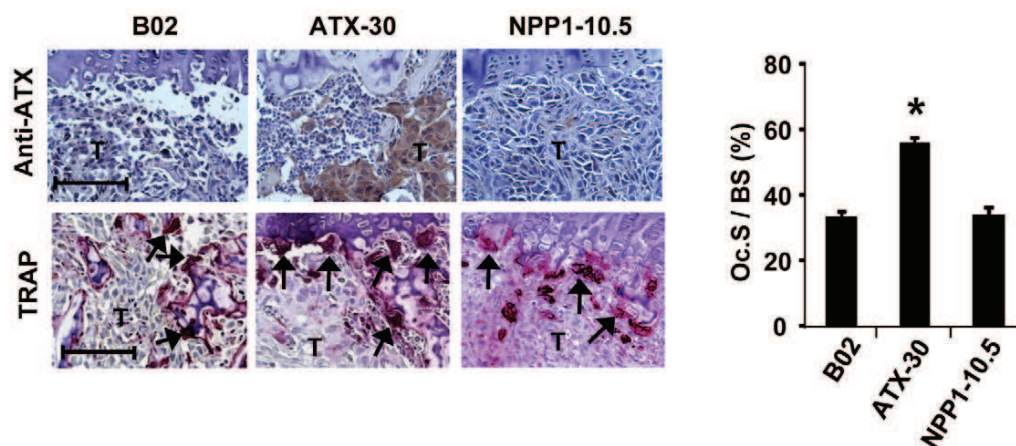 B02 ATX-30 NPP1-10.5
Anti-ATX
T T T
TRAP
T T T
Oc.S / BS (%)
80
60
40
20
0
*
B02 ATX-30 NPP1-10.5